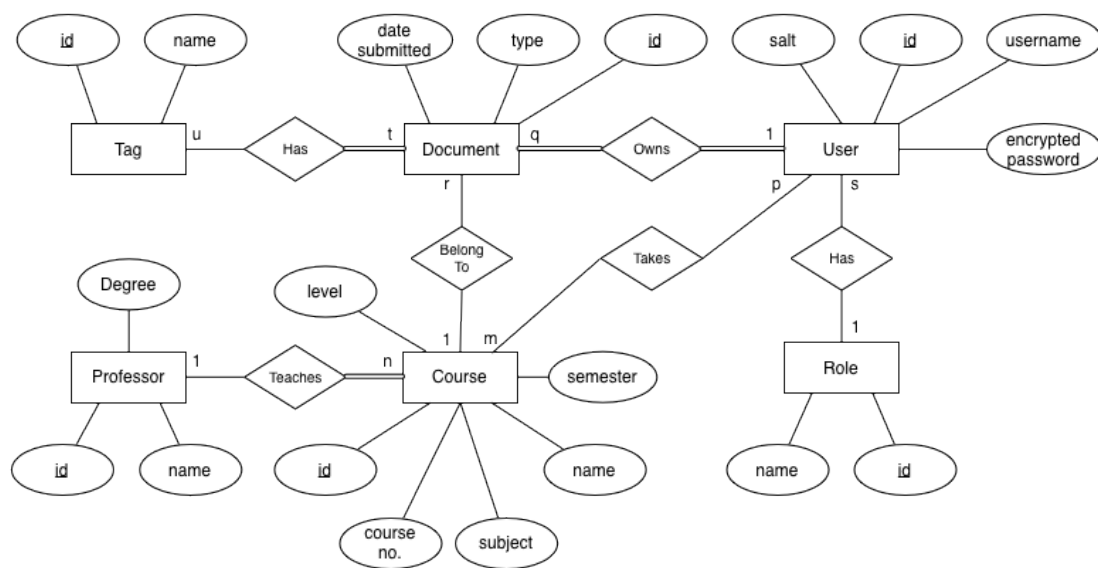 id
name
date
submitted
type
id
salt
id
username
u
t
q
1
Tag
Has
Document
Owns
User
encrypted
password
r
p
s
Belong
To
Takes
Has
Degree
level
1
n
1
m
1
Professor
Teaches
Course
semester
Role
id
name
id
name
name
id
course
no.
subject